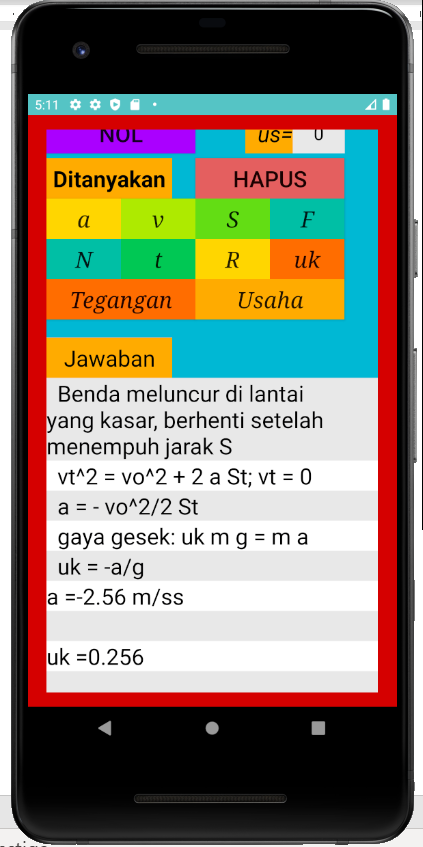 5:11
NOL us= 0
Ditanyakan HAPUS
a v S F
N t R uk
Tegangan Usaha
Jawaban
Benda meluncur di lantai
yang kasar, berhenti setelah
menempuh jarak S
vt^2 = vo^2 + 2 a St; vt = 0
a = - vo^2/2 St
gaya gesek: uk m g = m a
uk = -a/g
a =-2.56 m/ss
uk =0.256